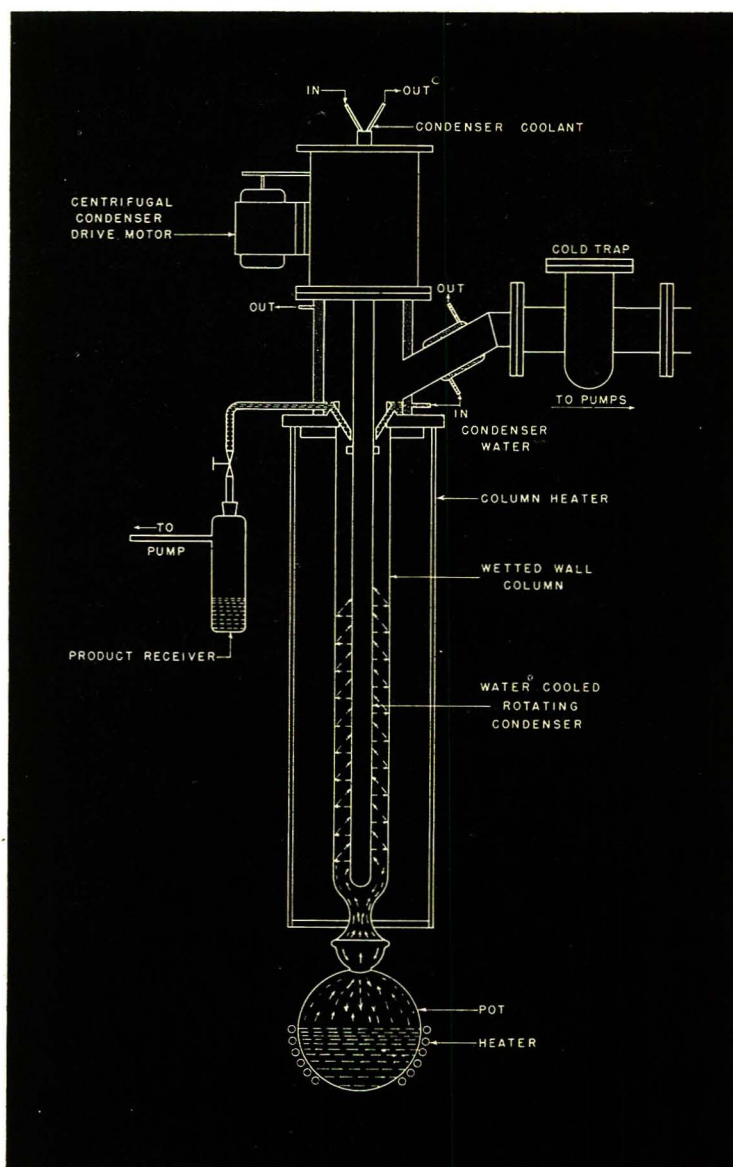 IN
OUT
CONDENSER COOLANT
CENTRIFUGAL
CONDENSER
DRIVE MOTOR
COLD TRAP
OUT
OUT
TO PUMPS
IN
CONDENSER
WATER
COLUMN HEATER
TO
PUMP
WETTED WALL
COLUMN
PRODUCT RECEIVER
WATER COOLED
ROTATING
CONDENSER
POT
HEATER